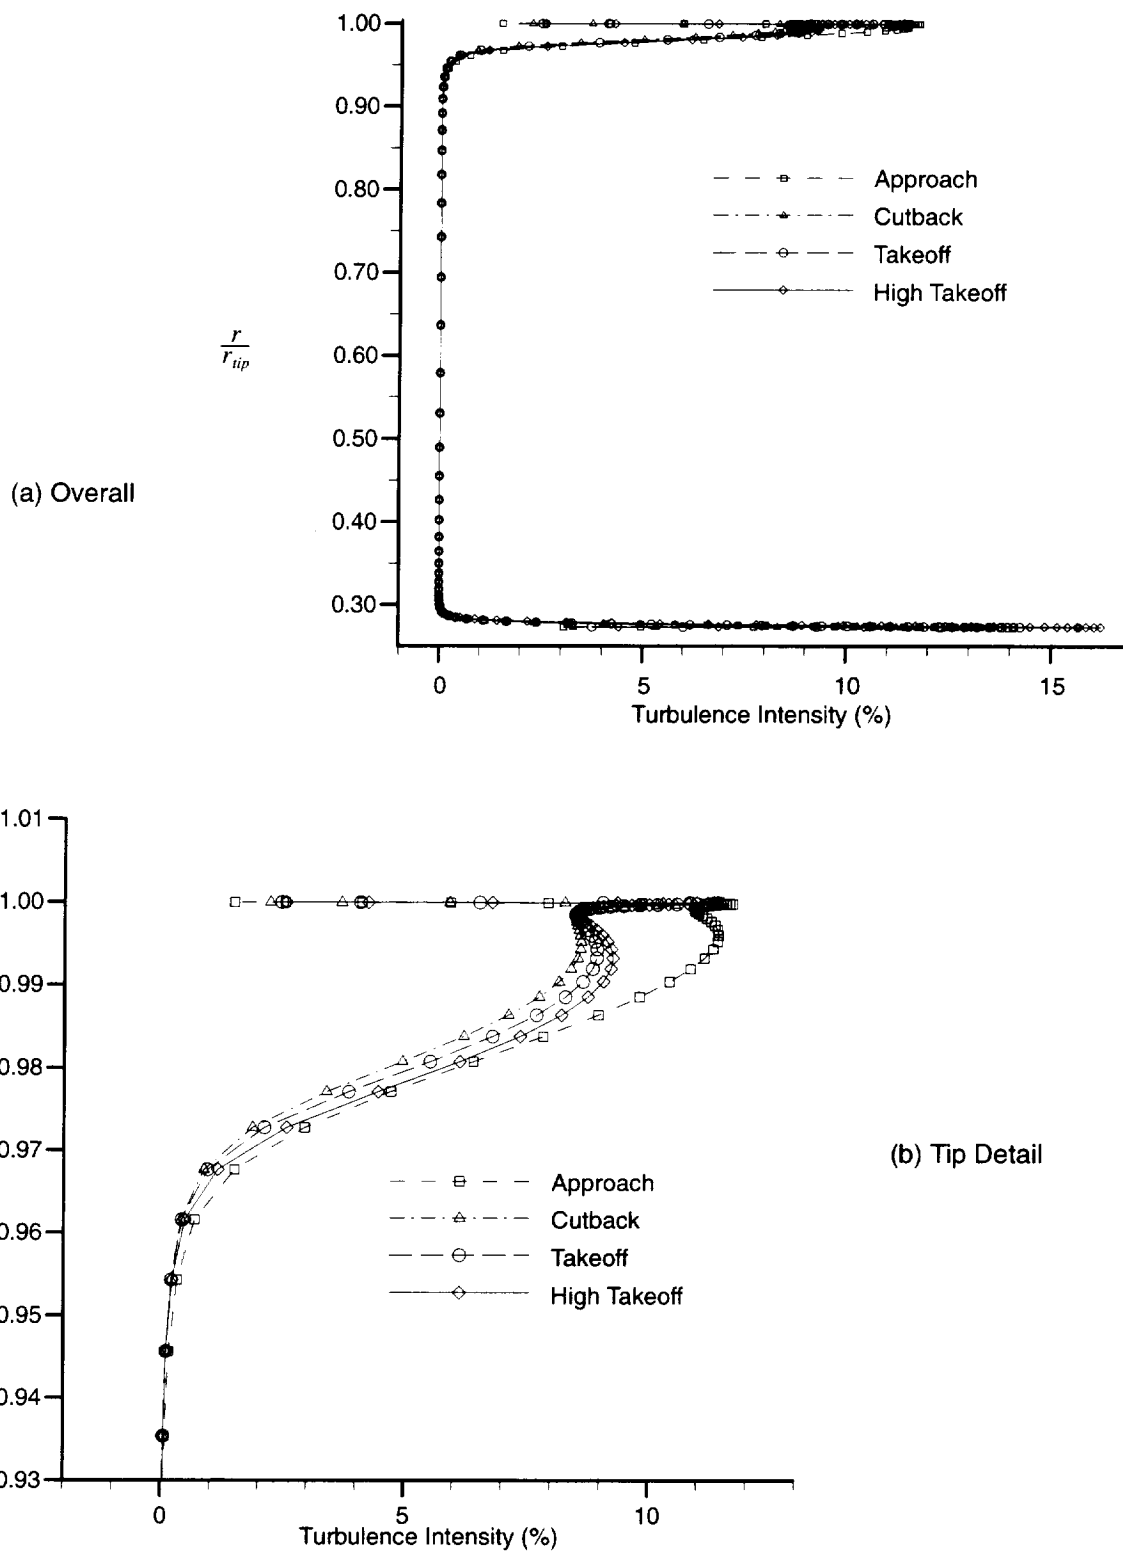 1.00
0.90
0.80
0.70
0.60
0.50
0.40
0.30
r
r_tip
(a) Overall
Approach
Cutback
Takeoff
High Takeoff
0 5 10 15
Turbulence Intensity (%)
1.01
1.00
0.99
0.98
0.97
0.96
0.95
0.94
0.93
(b) Tip Detail
Approach
Cutback
Takeoff
High Takeoff
0 5 10
Turbulence Intensity (%)